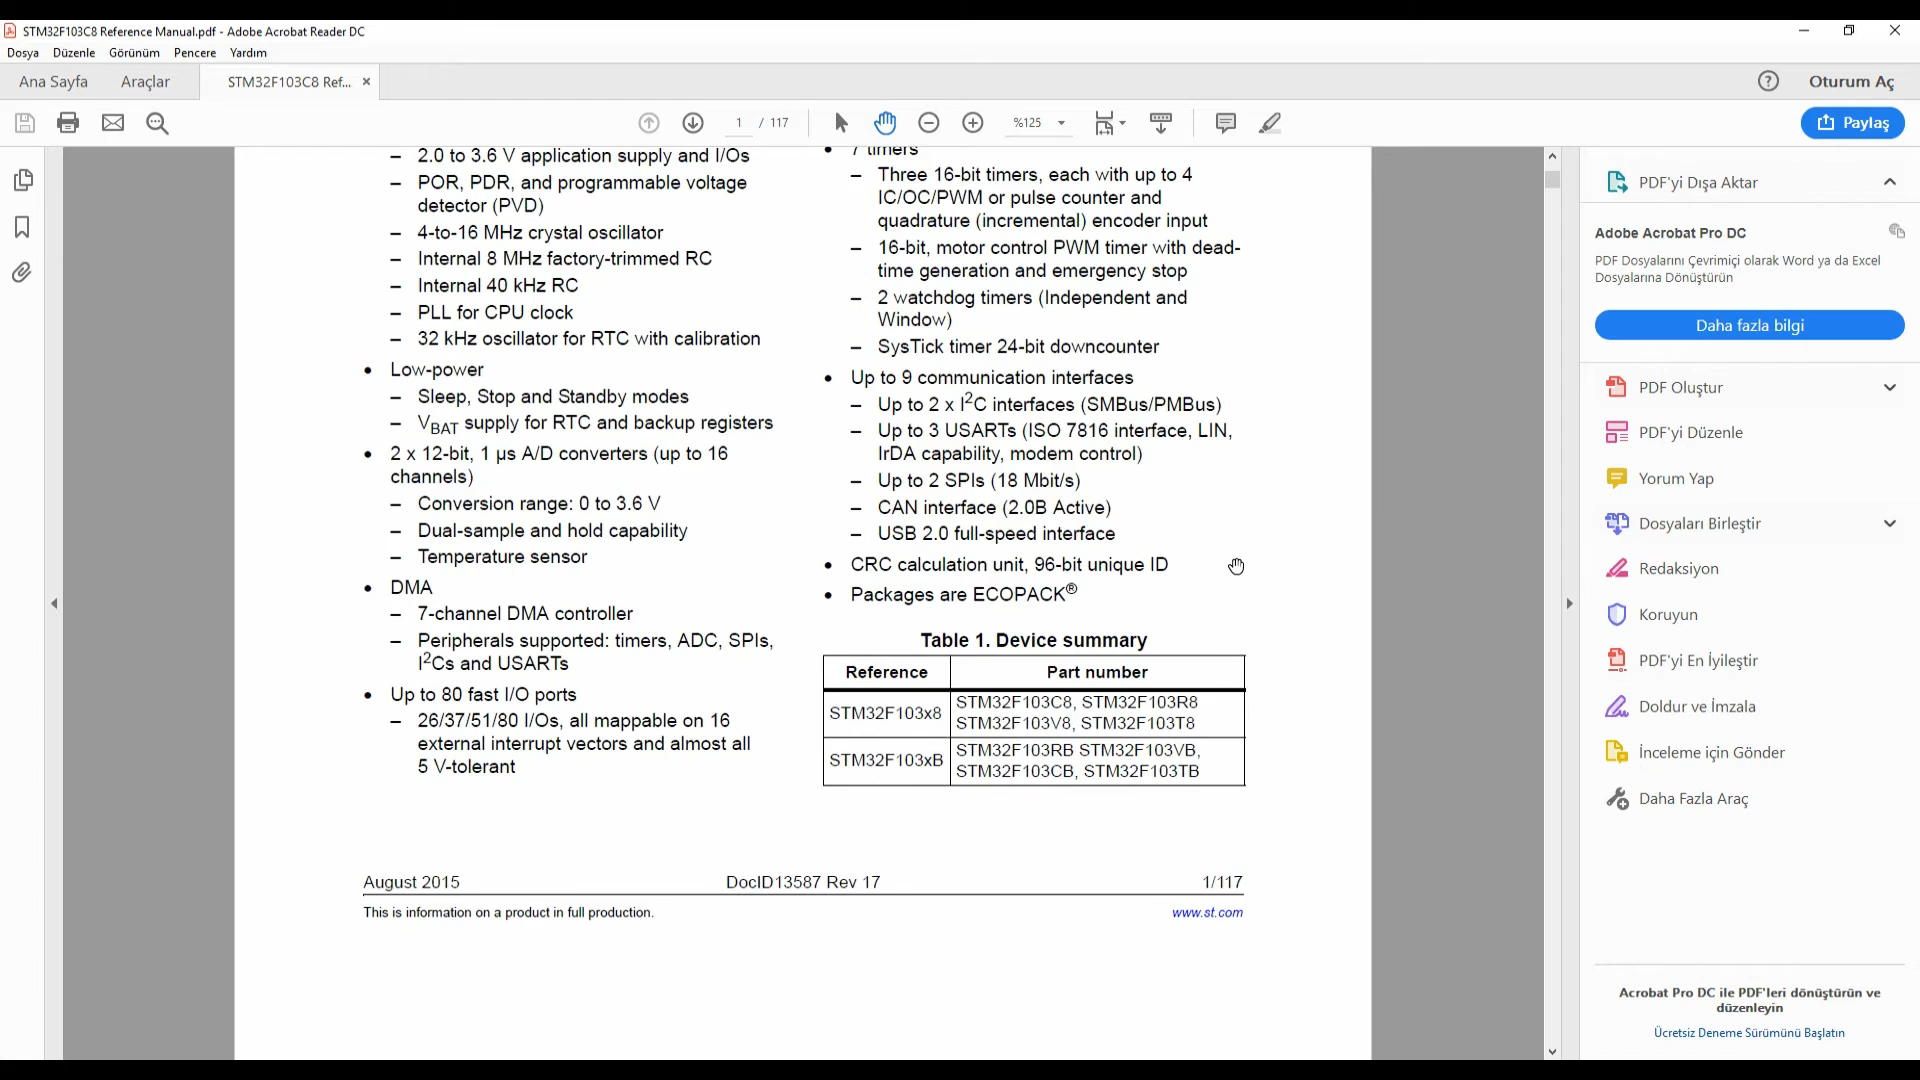 STM32F103C8 Reference Manual.pdf - Adobe Acrobat Reader DC
Dosya Düzenle Görünüm Pencere Yardım
Ana Sayfa Araçlar STM32F103C8 Ref... Oturum Aç
1 / 117 %125 Paylaş
– 2.0 to 3.6 V application supply and I/Os
– POR, PDR, and programmable voltage
detector (PVD)
– 4-to-16 MHz crystal oscillator
– Internal 8 MHz factory-trimmed RC
– Internal 40 kHz RC
– PLL for CPU clock
– 32 kHz oscillator for RTC with calibration
• Low-power
– Sleep, Stop and Standby modes
– VBAT supply for RTC and backup registers
• 2 x 12-bit, 1 µs A/D converters (up to 16
channels)
– Conversion range: 0 to 3.6 V
– Dual-sample and hold capability
– Temperature sensor
• DMA
– 7-channel DMA controller
– Peripherals supported: timers, ADC, SPIs,
I2Cs and USARTs
• Up to 80 fast I/O ports
– 26/37/51/80 I/Os, all mappable on 16
external interrupt vectors and almost all
5 V-tolerant
• 7 timers
– Three 16-bit timers, each with up to 4
IC/OC/PWM or pulse counter and
quadrature (incremental) encoder input
– 16-bit, motor control PWM timer with dead-
time generation and emergency stop
– 2 watchdog timers (Independent and
Window)
– SysTick timer 24-bit downcounter
• Up to 9 communication interfaces
– Up to 2 x I2C interfaces (SMBus/PMBus)
– Up to 3 USARTs (ISO 7816 interface, LIN,
IrDA capability, modem control)
– Up to 2 SPIs (18 Mbit/s)
– CAN interface (2.0B Active)
– USB 2.0 full-speed interface
• CRC calculation unit, 96-bit unique ID
• Packages are ECOPACK®
Table 1. Device summary
Reference Part number
STM32F103x8 STM32F103C8, STM32F103R8
STM32F103V8, STM32F103T8
STM32F103xB STM32F103RB STM32F103VB,
STM32F103CB, STM32F103TB
August 2015 DocID13587 Rev 17 1/117
This is information on a product in full production. www.st.com
PDF'yi Dışa Aktar
Adobe Acrobat Pro DC
PDF Dosyalarını Çevrimiçi olarak Word ya da Excel
Dosyalarına Dönüştürün
Daha fazla bilgi
PDF Oluştur
PDF'yi Düzenle
Yorum Yap
Dosyaları Birleştir
Redaksiyon
Koruyun
PDF'yi En İyileştir
Doldur ve İmzala
İnceleme için Gönder
Daha Fazla Araç
Acrobat Pro DC ile PDF'leri dönüştürün ve
düzenleyin
Ücretsiz Deneme Sürümünü Başlatın